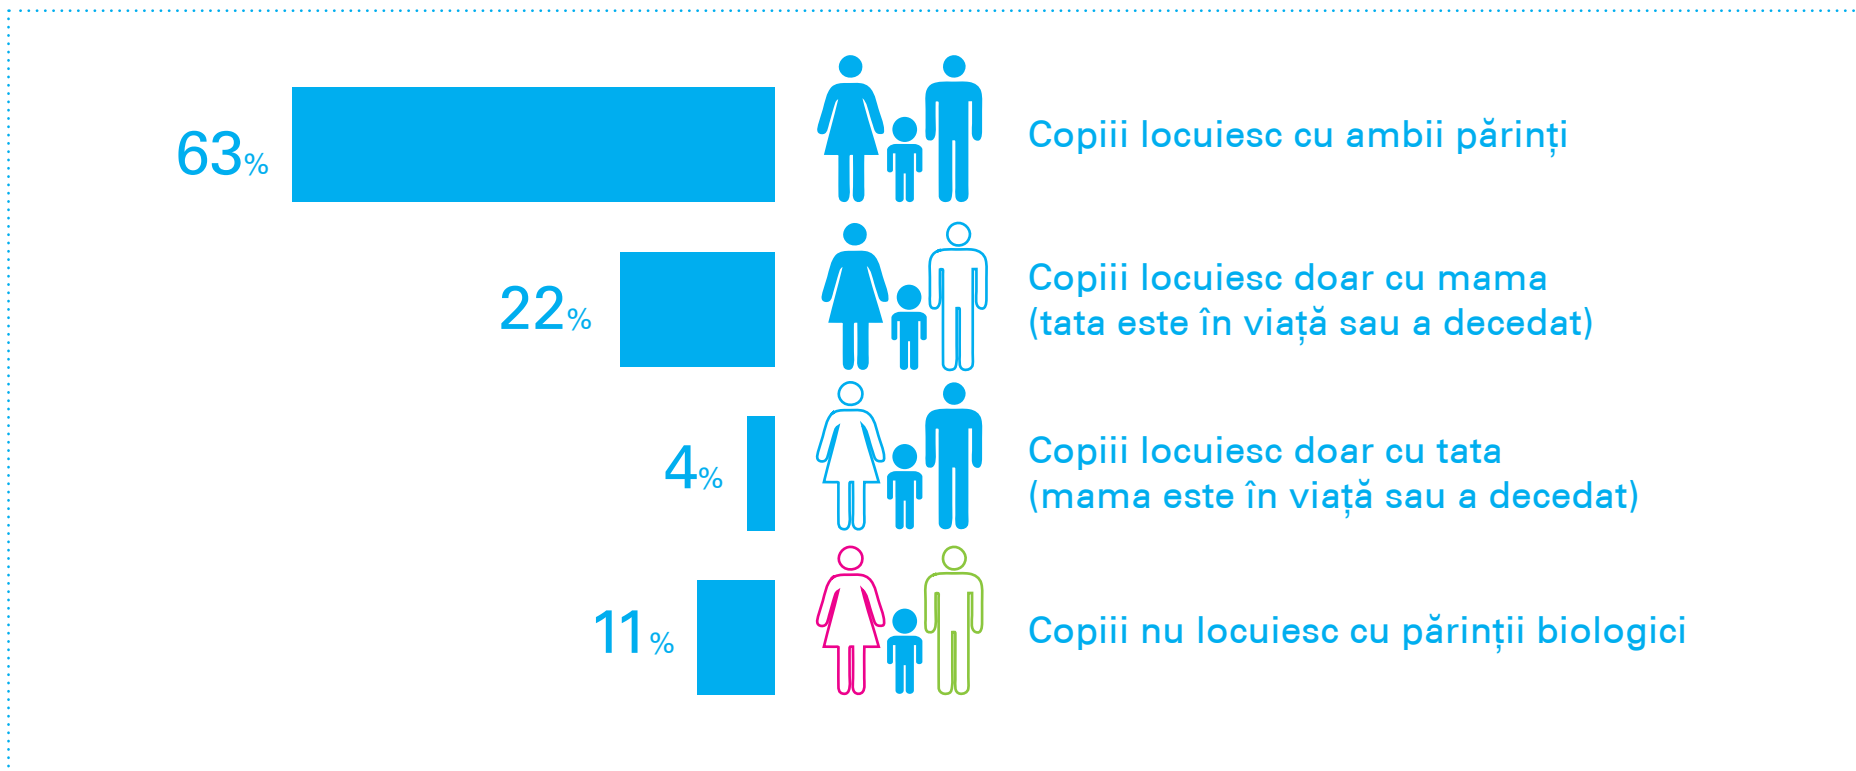 63%
Copiii locuiesc cu ambii părinți
22%
Copiii locuiesc doar cu mama
(tata este în viață sau a decedat)
4%
Copiii locuiesc doar cu tata
(mama este în viață sau a decedat)
11%
Copiii nu locuiesc cu părinții biologici